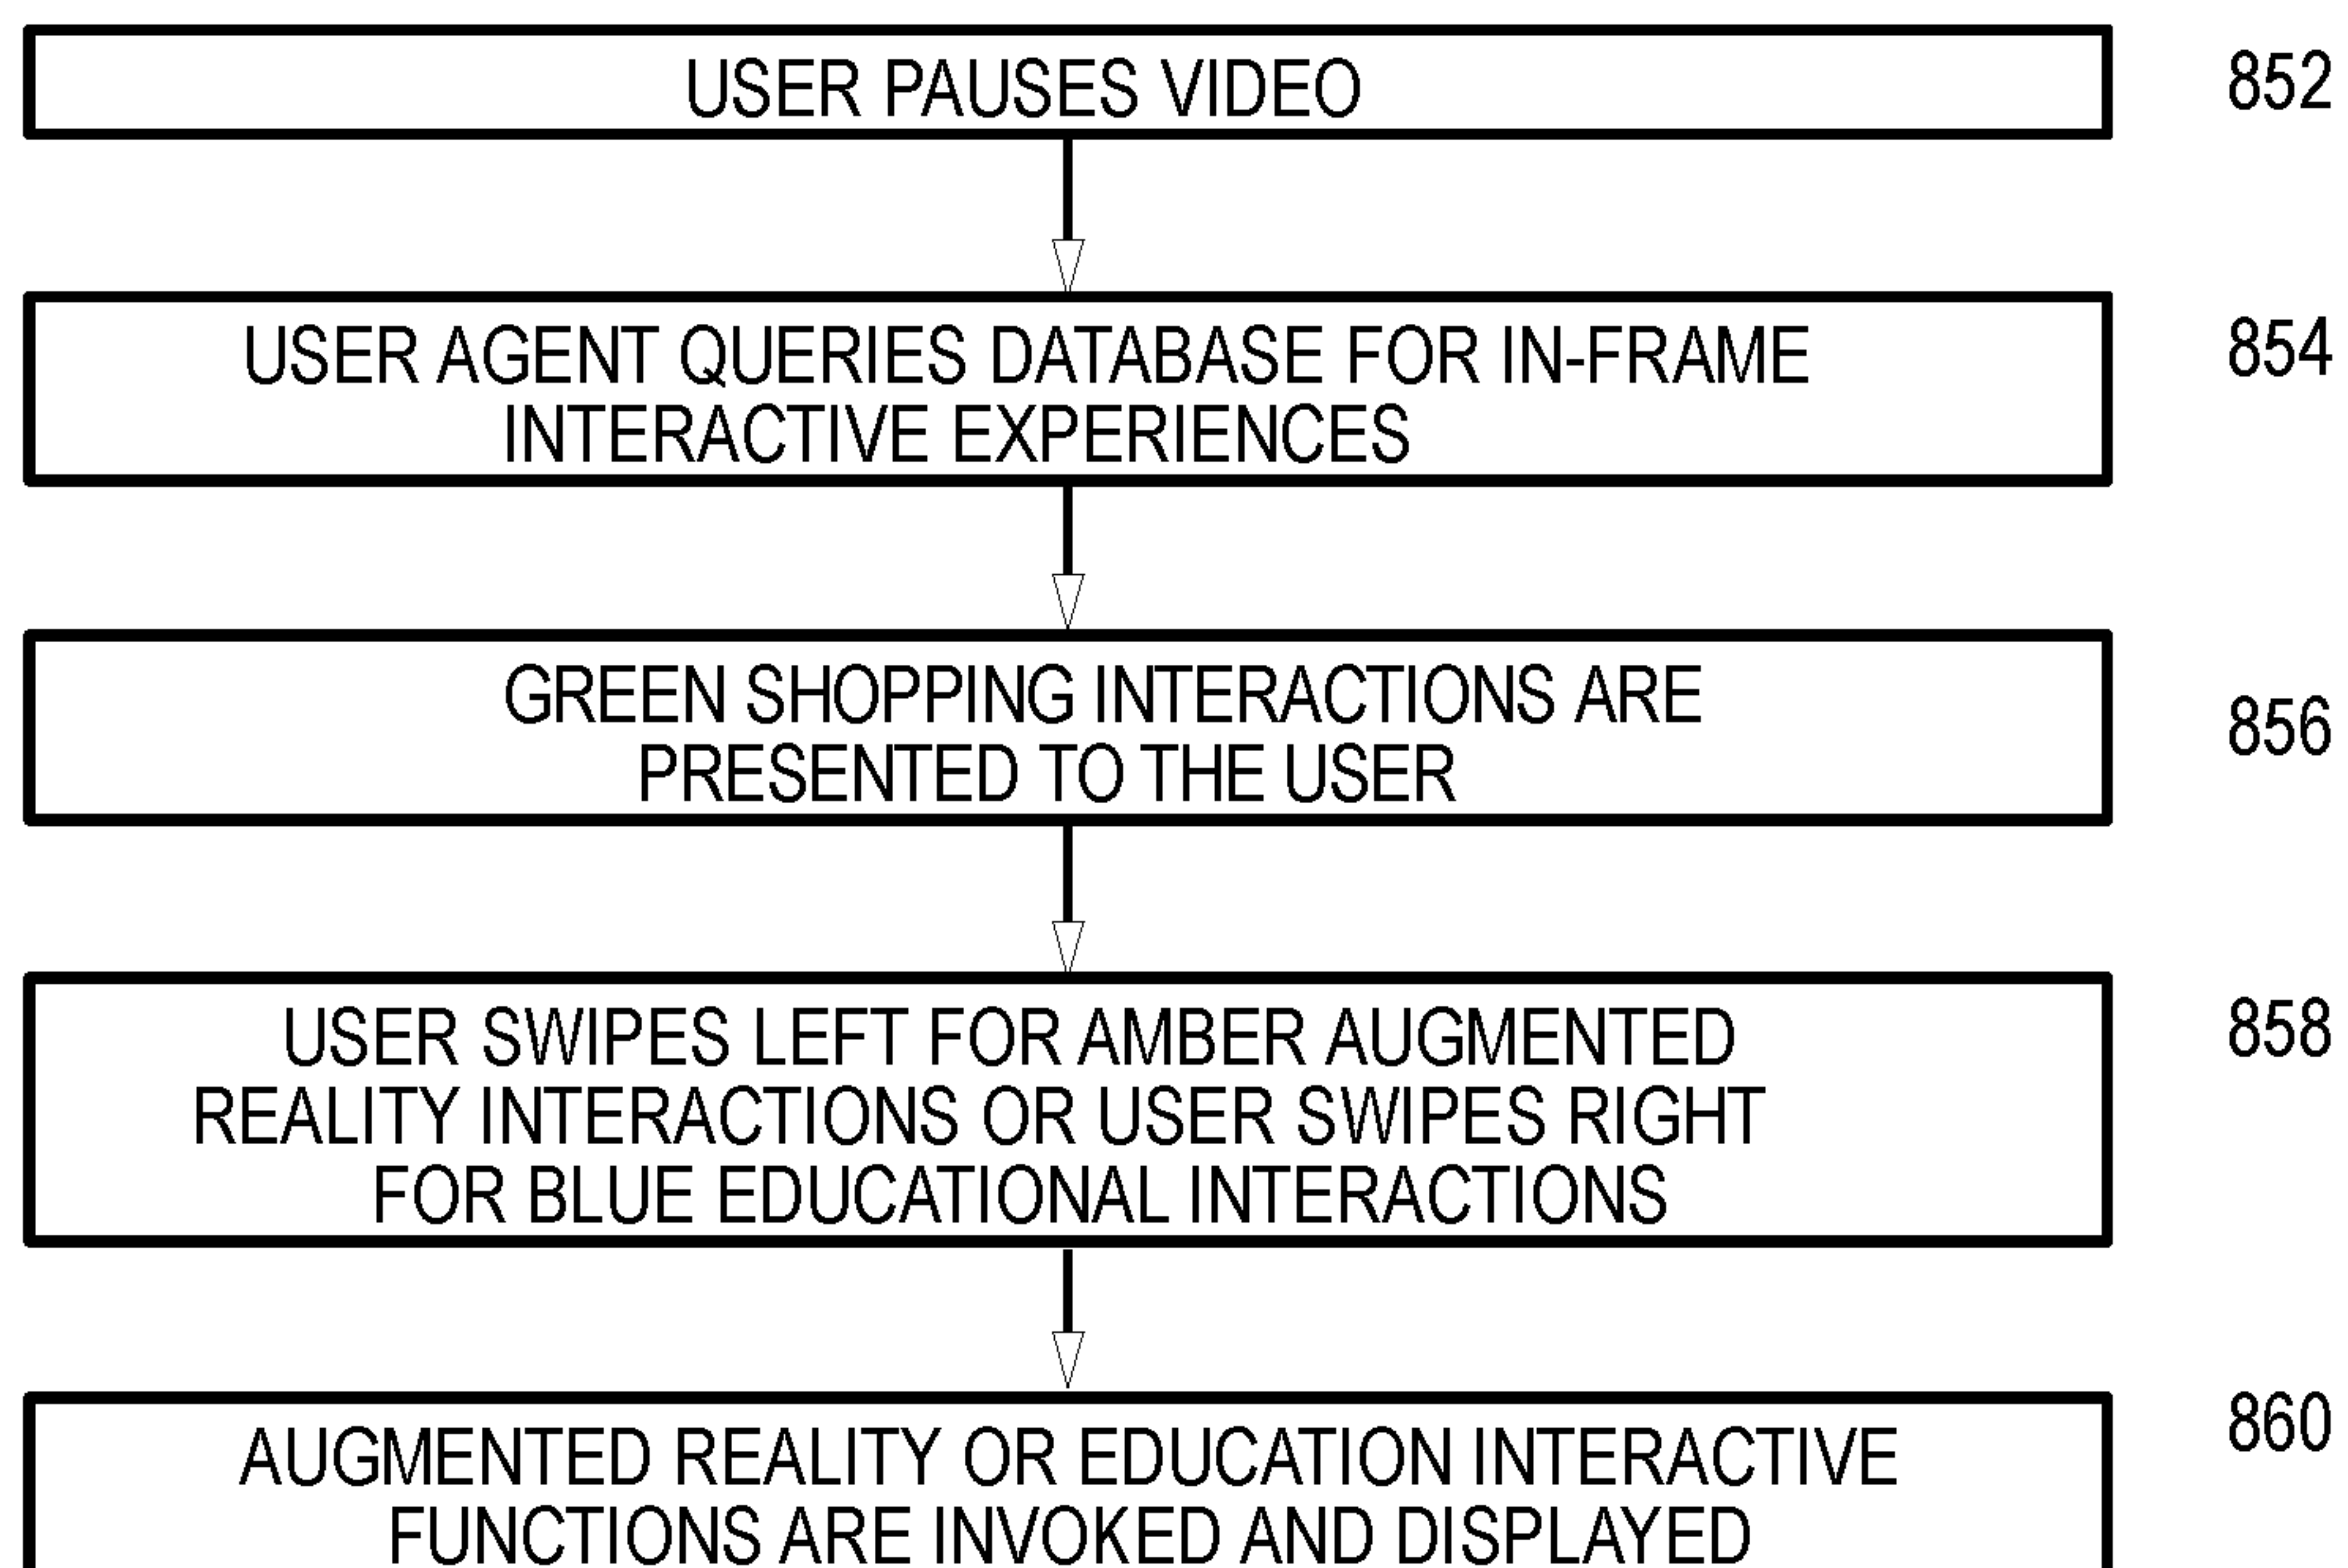 USER PAUSES VIDEO
852
USER AGENT QUERIES DATABASE FOR IN-FRAME
INTERACTIVE EXPERIENCES
854
GREEN SHOPPING INTERACTIONS ARE
PRESENTED TO THE USER
856
USER SWIPES LEFT FOR AMBER AUGMENTED
REALITY INTERACTIONS OR USER SWIPES RIGHT
FOR BLUE EDUCATIONAL INTERACTIONS
858
AUGMENTED REALITY OR EDUCATION INTERACTIVE
FUNCTIONS ARE INVOKED AND DISPLAYED
860